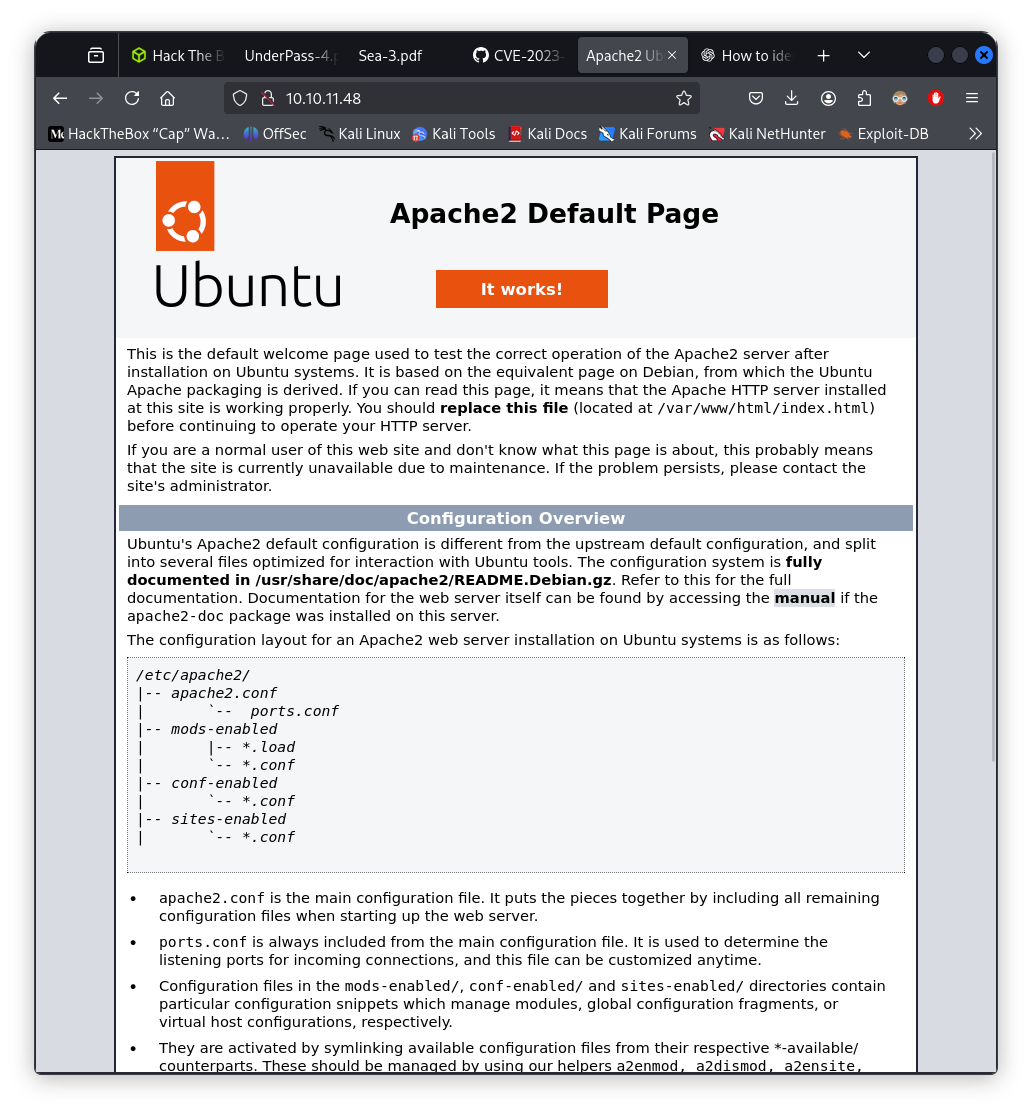 Hack The B
UnderPass-4.p
Sea-3.pdf
CVE-2023-
Apache2 Ub
How to ide
10.10.11.48
HackTheBox “Cap” Wa…
OffSec
Kali Linux
Kali Tools
Kali Docs
Kali Forums
Kali NetHunter
Exploit-DB
Ubuntu
Apache2 Default Page
It works!
This is the default welcome page used to test the correct operation of the Apache2 server after
installation on Ubuntu systems. It is based on the equivalent page on Debian, from which the Ubuntu
Apache packaging is derived. If you can read this page, it means that the Apache HTTP server installed
at this site is working properly. You should replace this file (located at /var/www/html/index.html)
before continuing to operate your HTTP server.
If you are a normal user of this web site and don't know what this page is about, this probably means
that the site is currently unavailable due to maintenance. If the problem persists, please contact the
site's administrator.
Configuration Overview
Ubuntu's Apache2 default configuration is different from the upstream default configuration, and split
into several files optimized for interaction with Ubuntu tools. The configuration system is fully
documented in /usr/share/doc/apache2/README.Debian.gz. Refer to this for the full
documentation. Documentation for the web server itself can be found by accessing the manual if the
apache2-doc package was installed on this server.
The configuration layout for an Apache2 web server installation on Ubuntu systems is as follows:
/etc/apache2/
|-- apache2.conf
|       `--  ports.conf
|-- mods-enabled
|       |-- *.load
|       `-- *.conf
|-- conf-enabled
|       `-- *.conf
|-- sites-enabled
|       `-- *.conf
• apache2.conf is the main configuration file. It puts the pieces together by including all remaining
configuration files when starting up the web server.
• ports.conf is always included from the main configuration file. It is used to determine the
listening ports for incoming connections, and this file can be customized anytime.
• Configuration files in the mods-enabled/, conf-enabled/ and sites-enabled/ directories contain
particular configuration snippets which manage modules, global configuration fragments, or
virtual host configurations, respectively.
• They are activated by symlinking available configuration files from their respective *-available/
counterparts. These should be managed by using our helpers a2enmod, a2dismod, a2ensite,